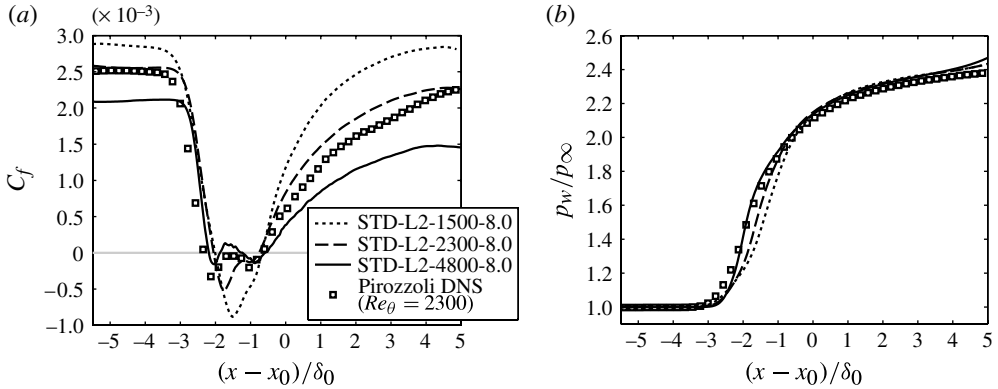 (a)
(× 10–3)
3.0
2.5
2.0
1.5
1.0
0.5
0
–0.5
–1.0
Cf
–5 –4 –3 –2 –1 0 1 2 3 4 5
(x – x0)/δ0
STD-L2-1500-8.0
STD-L2-2300-8.0
STD-L2-4800-8.0
Pirozzoli DNS
(Reθ = 2300)
(b)
2.6
2.4
2.2
2.0
1.8
1.6
1.4
1.2
1.0
pw/p∞
–5 –4 –3 –2 –1 0 1 2 3 4 5
(x – x0)/δ0